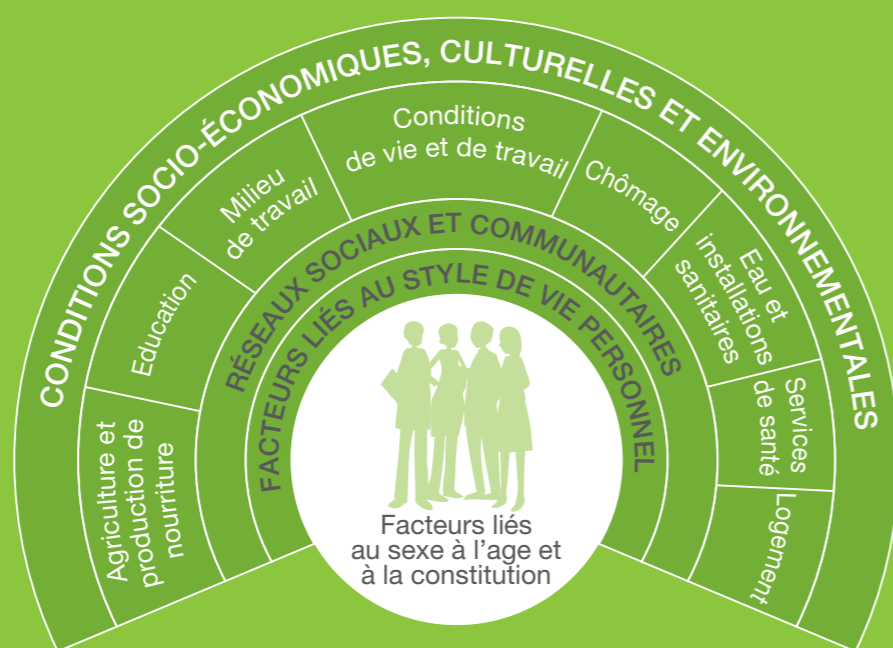 CONDITIONS SOCIO-ÉCONOMIQUES, CULTURELLES ET ENVIRONNEMENTALES
Agriculture et
production de
nourriture
Education
Milieu
de travail
Conditions
de vie et de travail
Chômage
Eau et
installations
sanitaires
Services
de santé
Logement
RÉSEAUX SOCIAUX ET COMMUNAUTAIRES
FACTEURS LIÉS AU STYLE DE VIE PERSONNEL
Facteurs liés
au sexe à l'age et
à la constitution